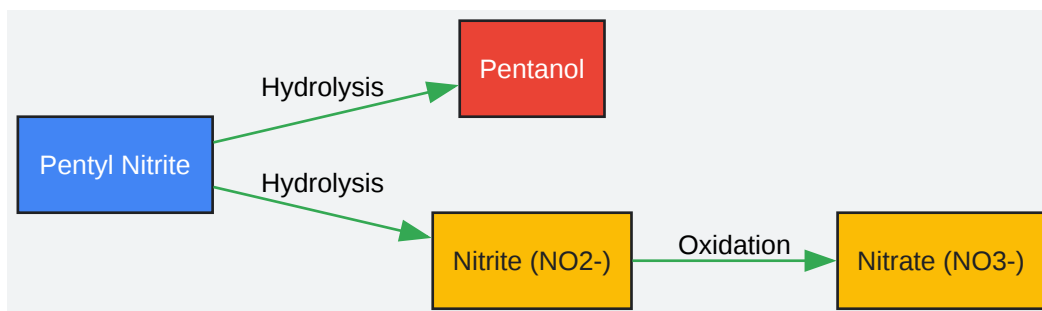 Pentanol
Hydrolysis
Pentyl Nitrite
Hydrolysis
Nitrite (NO2-)
Oxidation
Nitrate (NO3-)